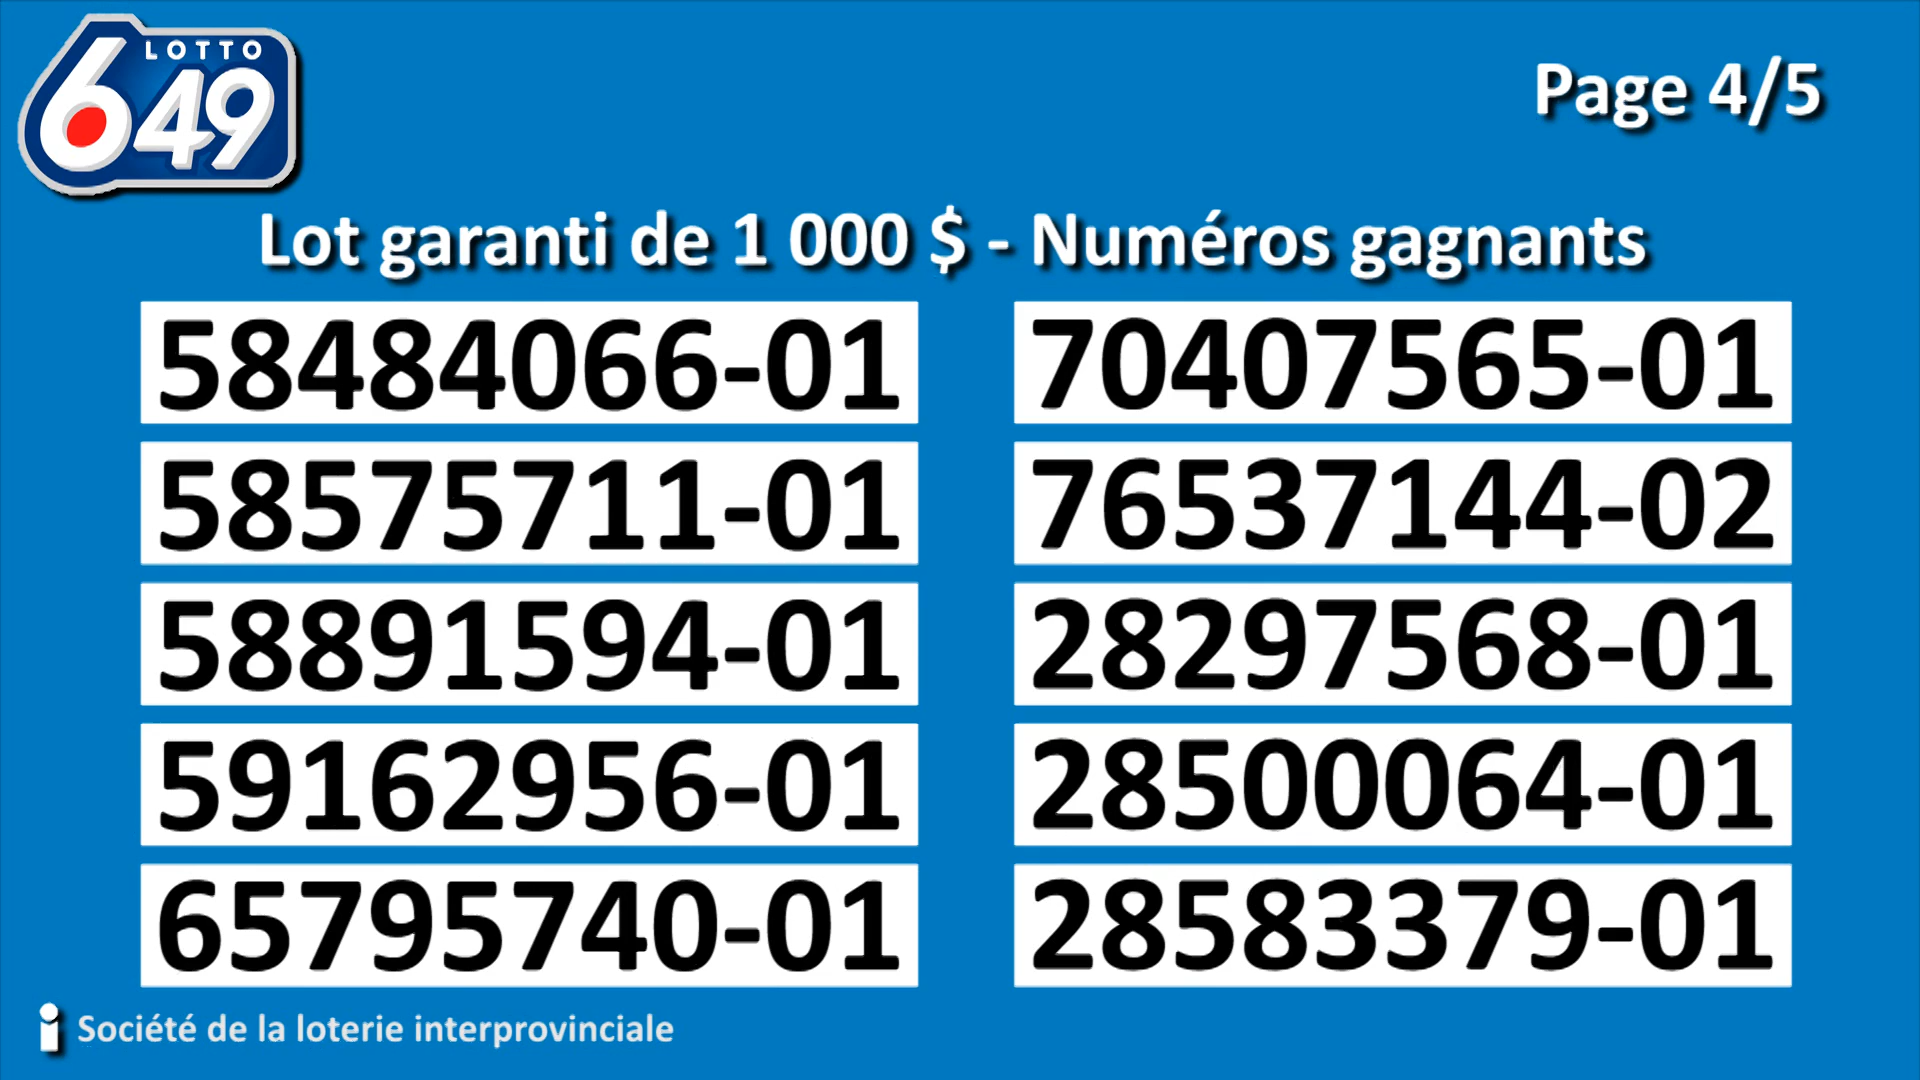 LOTTO
649
Page 4/5
Lot garanti de 1 000 $ - Numéros gagnants
58484066-01 70407565-01
58575711-01 76537144-02
58891594-01 28297568-01
59162956-01 28500064-01
65795740-01 28583379-01
Société de la loterie interprovinciale